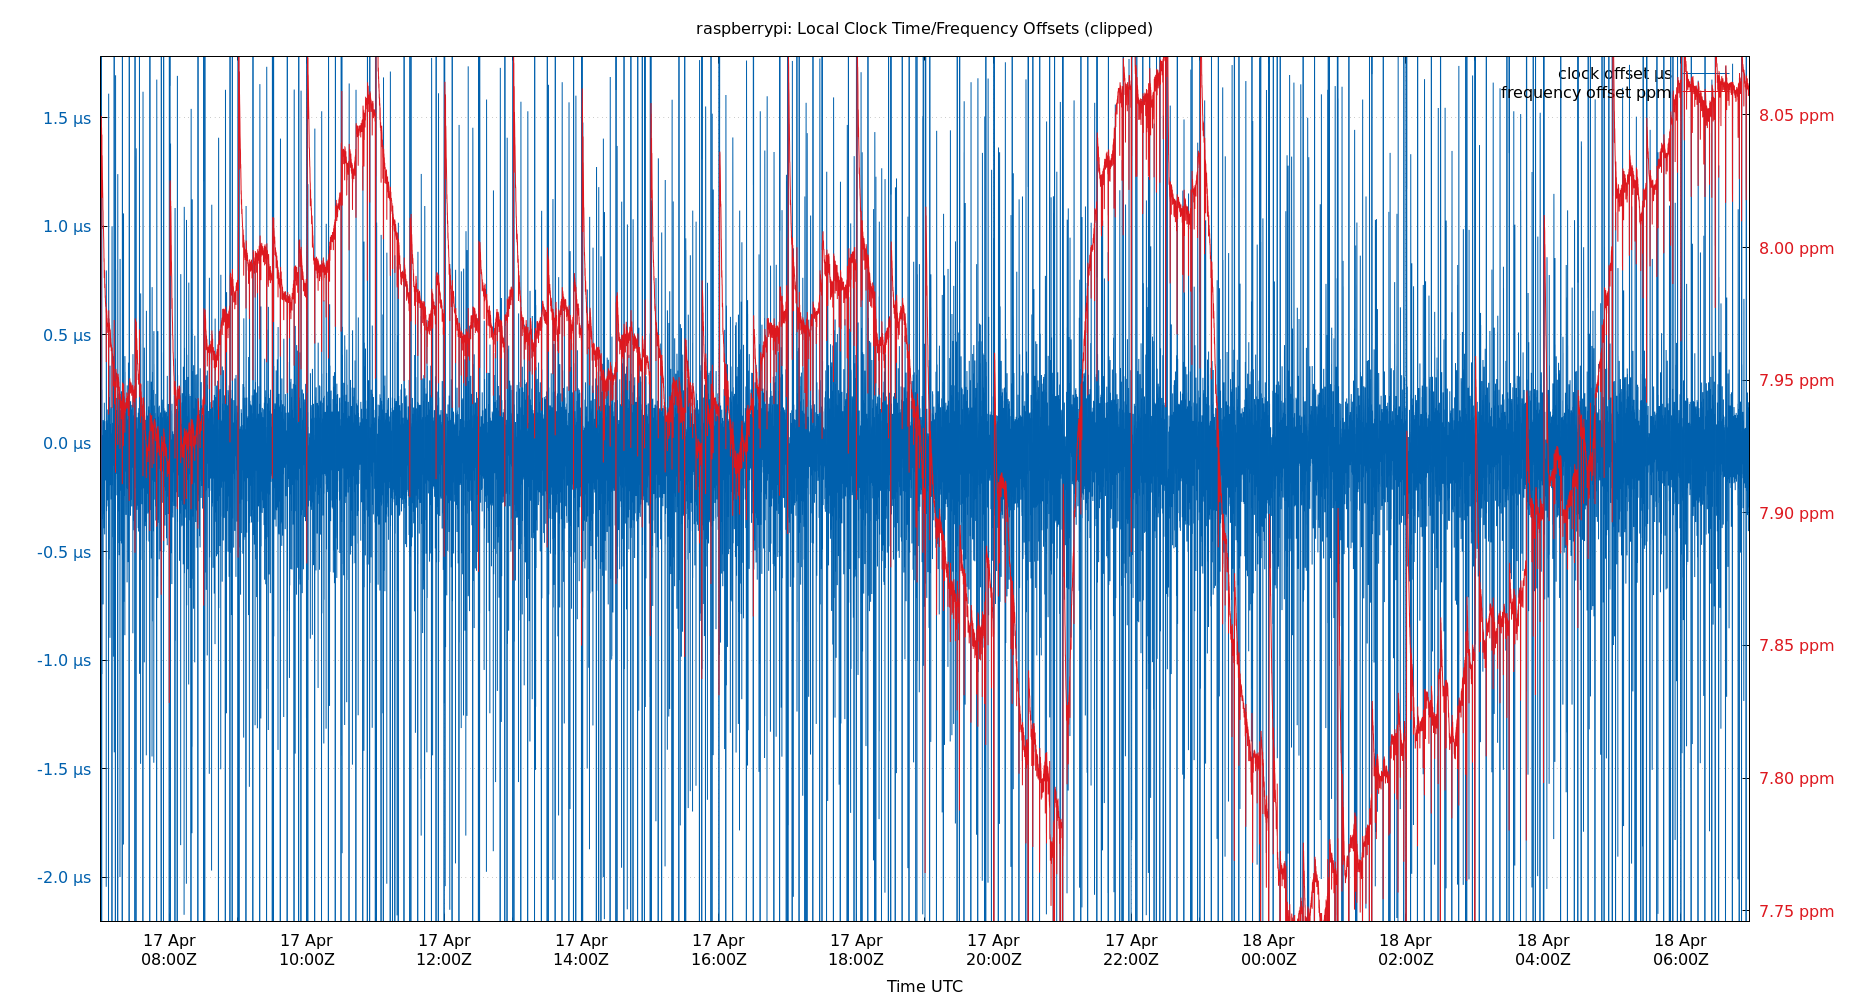 raspberrypi: Local Clock Time/Frequency Offsets (clipped)
clock offset µs
frequency offset ppm
1.5 µs
1.0 µs
0.5 µs
0.0 µs
-0.5 µs
-1.0 µs
-1.5 µs
-2.0 µs
8.05 ppm
8.00 ppm
7.95 ppm
7.90 ppm
7.85 ppm
7.80 ppm
7.75 ppm
17 Apr 17 Apr 17 Apr 17 Apr 17 Apr 17 Apr 17 Apr 17 Apr 18 Apr 18 Apr 18 Apr 18 Apr
08:00Z 10:00Z 12:00Z 14:00Z 16:00Z 18:00Z 20:00Z 22:00Z 00:00Z 02:00Z 04:00Z 06:00Z
Time UTC